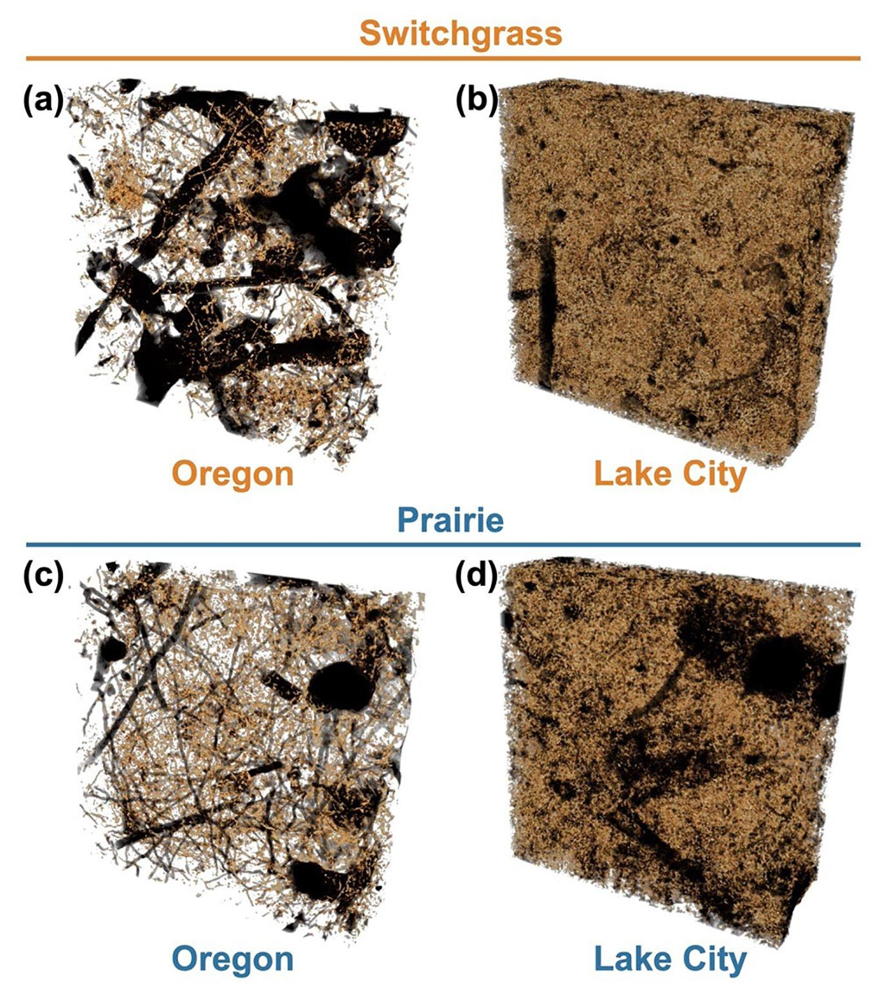 Switchgrass
(a)
(b)
Oregon
Lake City
Prairie
(c)
(d)
Oregon
Lake City